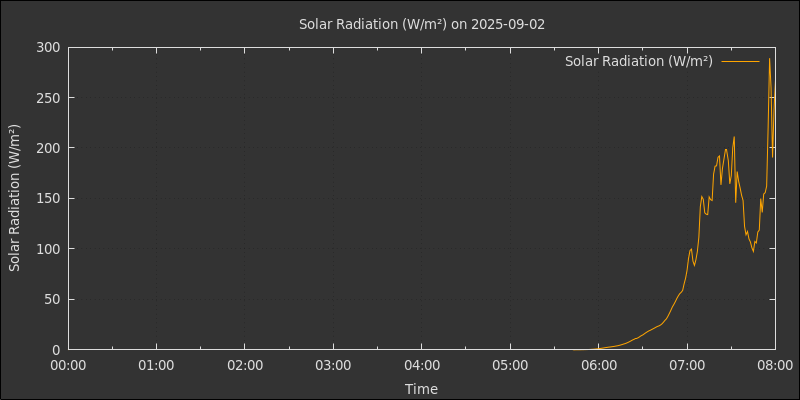 Solar Radiation (W/m²) on 2025-09-02
Solar Radiation (W/m²)
Solar Radiation (W/m²)
300
250
200
150
100
50
0
00:00 01:00 02:00 03:00 04:00 05:00 06:00 07:00 08:00
Time